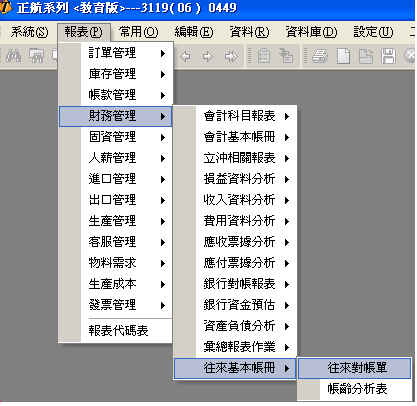 正航系列 <教育版>---3119( 06 ) 0449
系統(S) 報表(P) 常用(O) 編輯(E) 資料(R) 資料庫(D) 設定(U)
訂單管理
庫存管理
帳款管理
財務管理
固資管理
人薪管理
進口管理
出口管理
生產管理
客服管理
物料需求
生產成本
發票管理
報表代碼表
會計科目報表
會計基本帳冊
立沖相關報表
損益資料分析
收入資料分析
費用資料分析
應收票據分析
應付票據分析
銀行對帳報表
銀行資金預估
資產負債分析
彙總報表作業
往來基本帳冊
往來對帳單
帳齡分析表